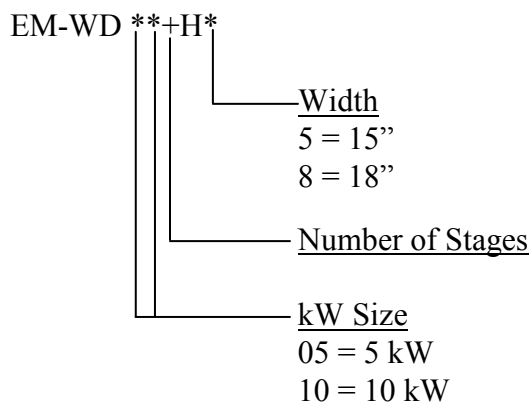 EM-WD **+H*
Width
5 = 15”
8 = 18”
Number of Stages
kW Size
05 = 5 kW
10 = 10 kW